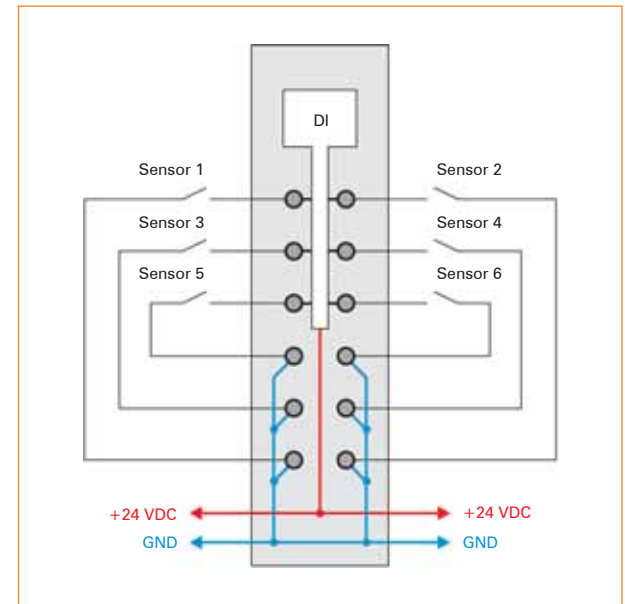 DI
Sensor 1
Sensor 2
Sensor 3
Sensor 4
Sensor 5
Sensor 6
+24 VDC
+24 VDC
GND
GND